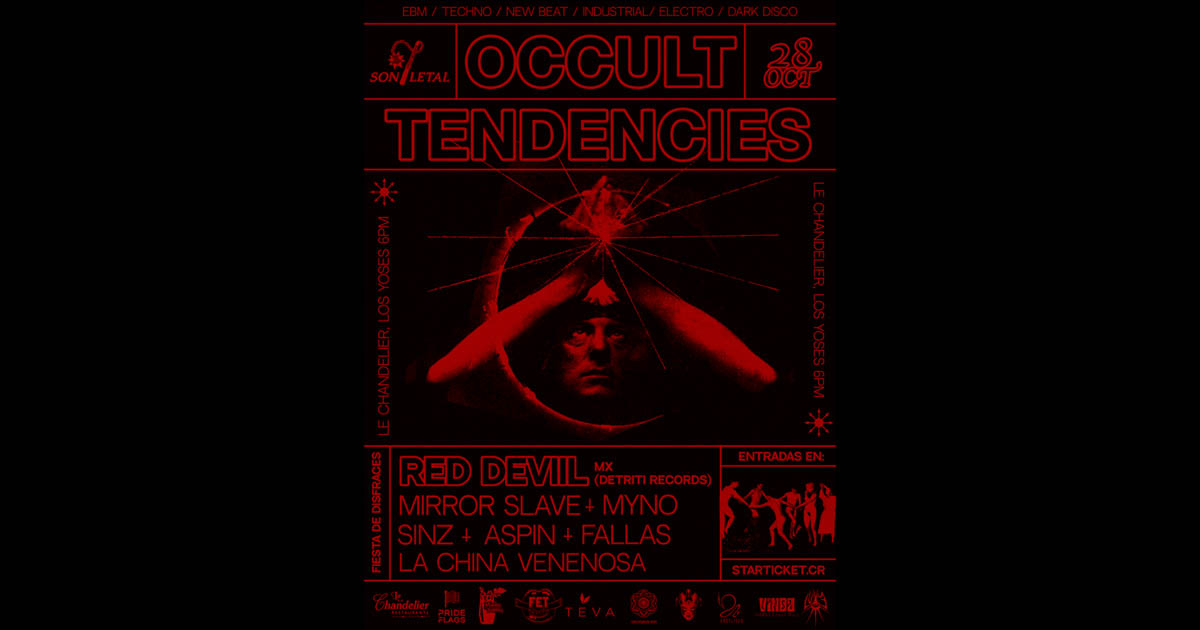 EBM / TECHNO / NEW BEAT / INDUSTRIAL/ ELECTRO / DARK DISCO
SON LETAL
OCCULT
28
OCT
TENDENCIES
LE CHANDELIER, LOS YOSES 6PM
LE CHANDELIER, LOS YOSES 6PM
FIESTA DE DISFRACES
RED DEVIIL MX
(DETRITI RECORDS)
MIRROR SLAVE + MYNO
SINZ + ASPIN + FALLAS
LA CHINA VENENOSA
ENTRADAS EN:
STARTICKET.CR
The Chandelier
RESTAURANTE
PRIDE
FLAGS
FET
TEVA